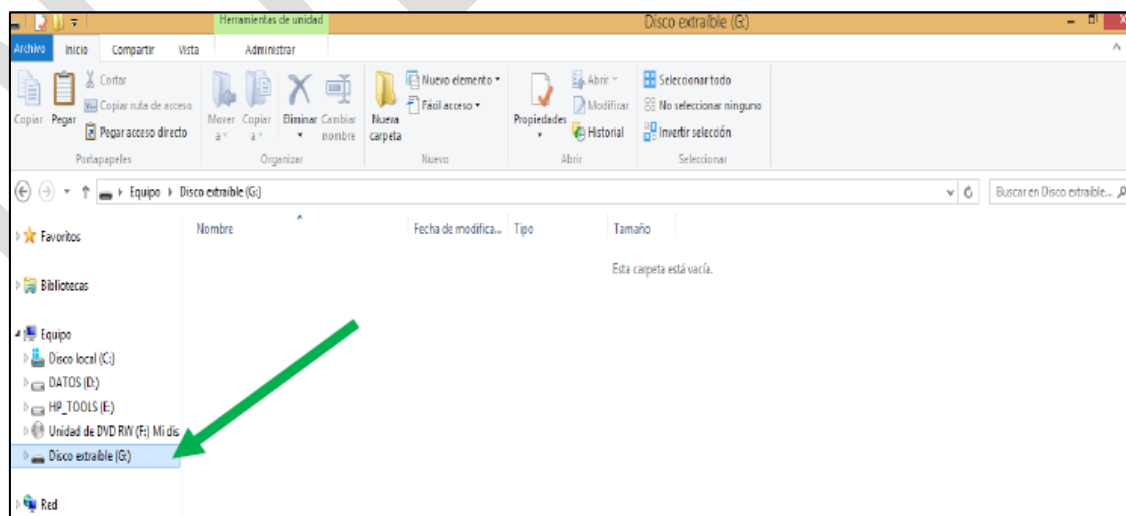 Herramientas de unidad
Disco extraíble (G:)
Archivo Inicio Compartir Vista Administrar
Copiar
Pegar
Cortar
Copiar ruta de acceso
Pegar acceso directo
Portapapeles
Mover a
Copiar a
Eliminar
Cambiar nombre
Organizar
Nueva carpeta
Nuevo elemento
Fácil acceso
Nuevo
Propiedades
Abrir
Modificar
Historial
Abrir
Seleccionar todo
No seleccionar ninguno
Invertir selección
Seleccionar
Equipo Disco extraíble (G:)
Buscar en Disco extraíble...
Nombre Fecha de modifica... Tipo Tamaño
Esta carpeta está vacía.
Favoritos
Bibliotecas
Equipo
Disco local (C:)
DATOS (D:)
HP_TOOLS (E:)
Unidad de DVD RW (F:) Mi dis
Disco extraíble (G:)
Red